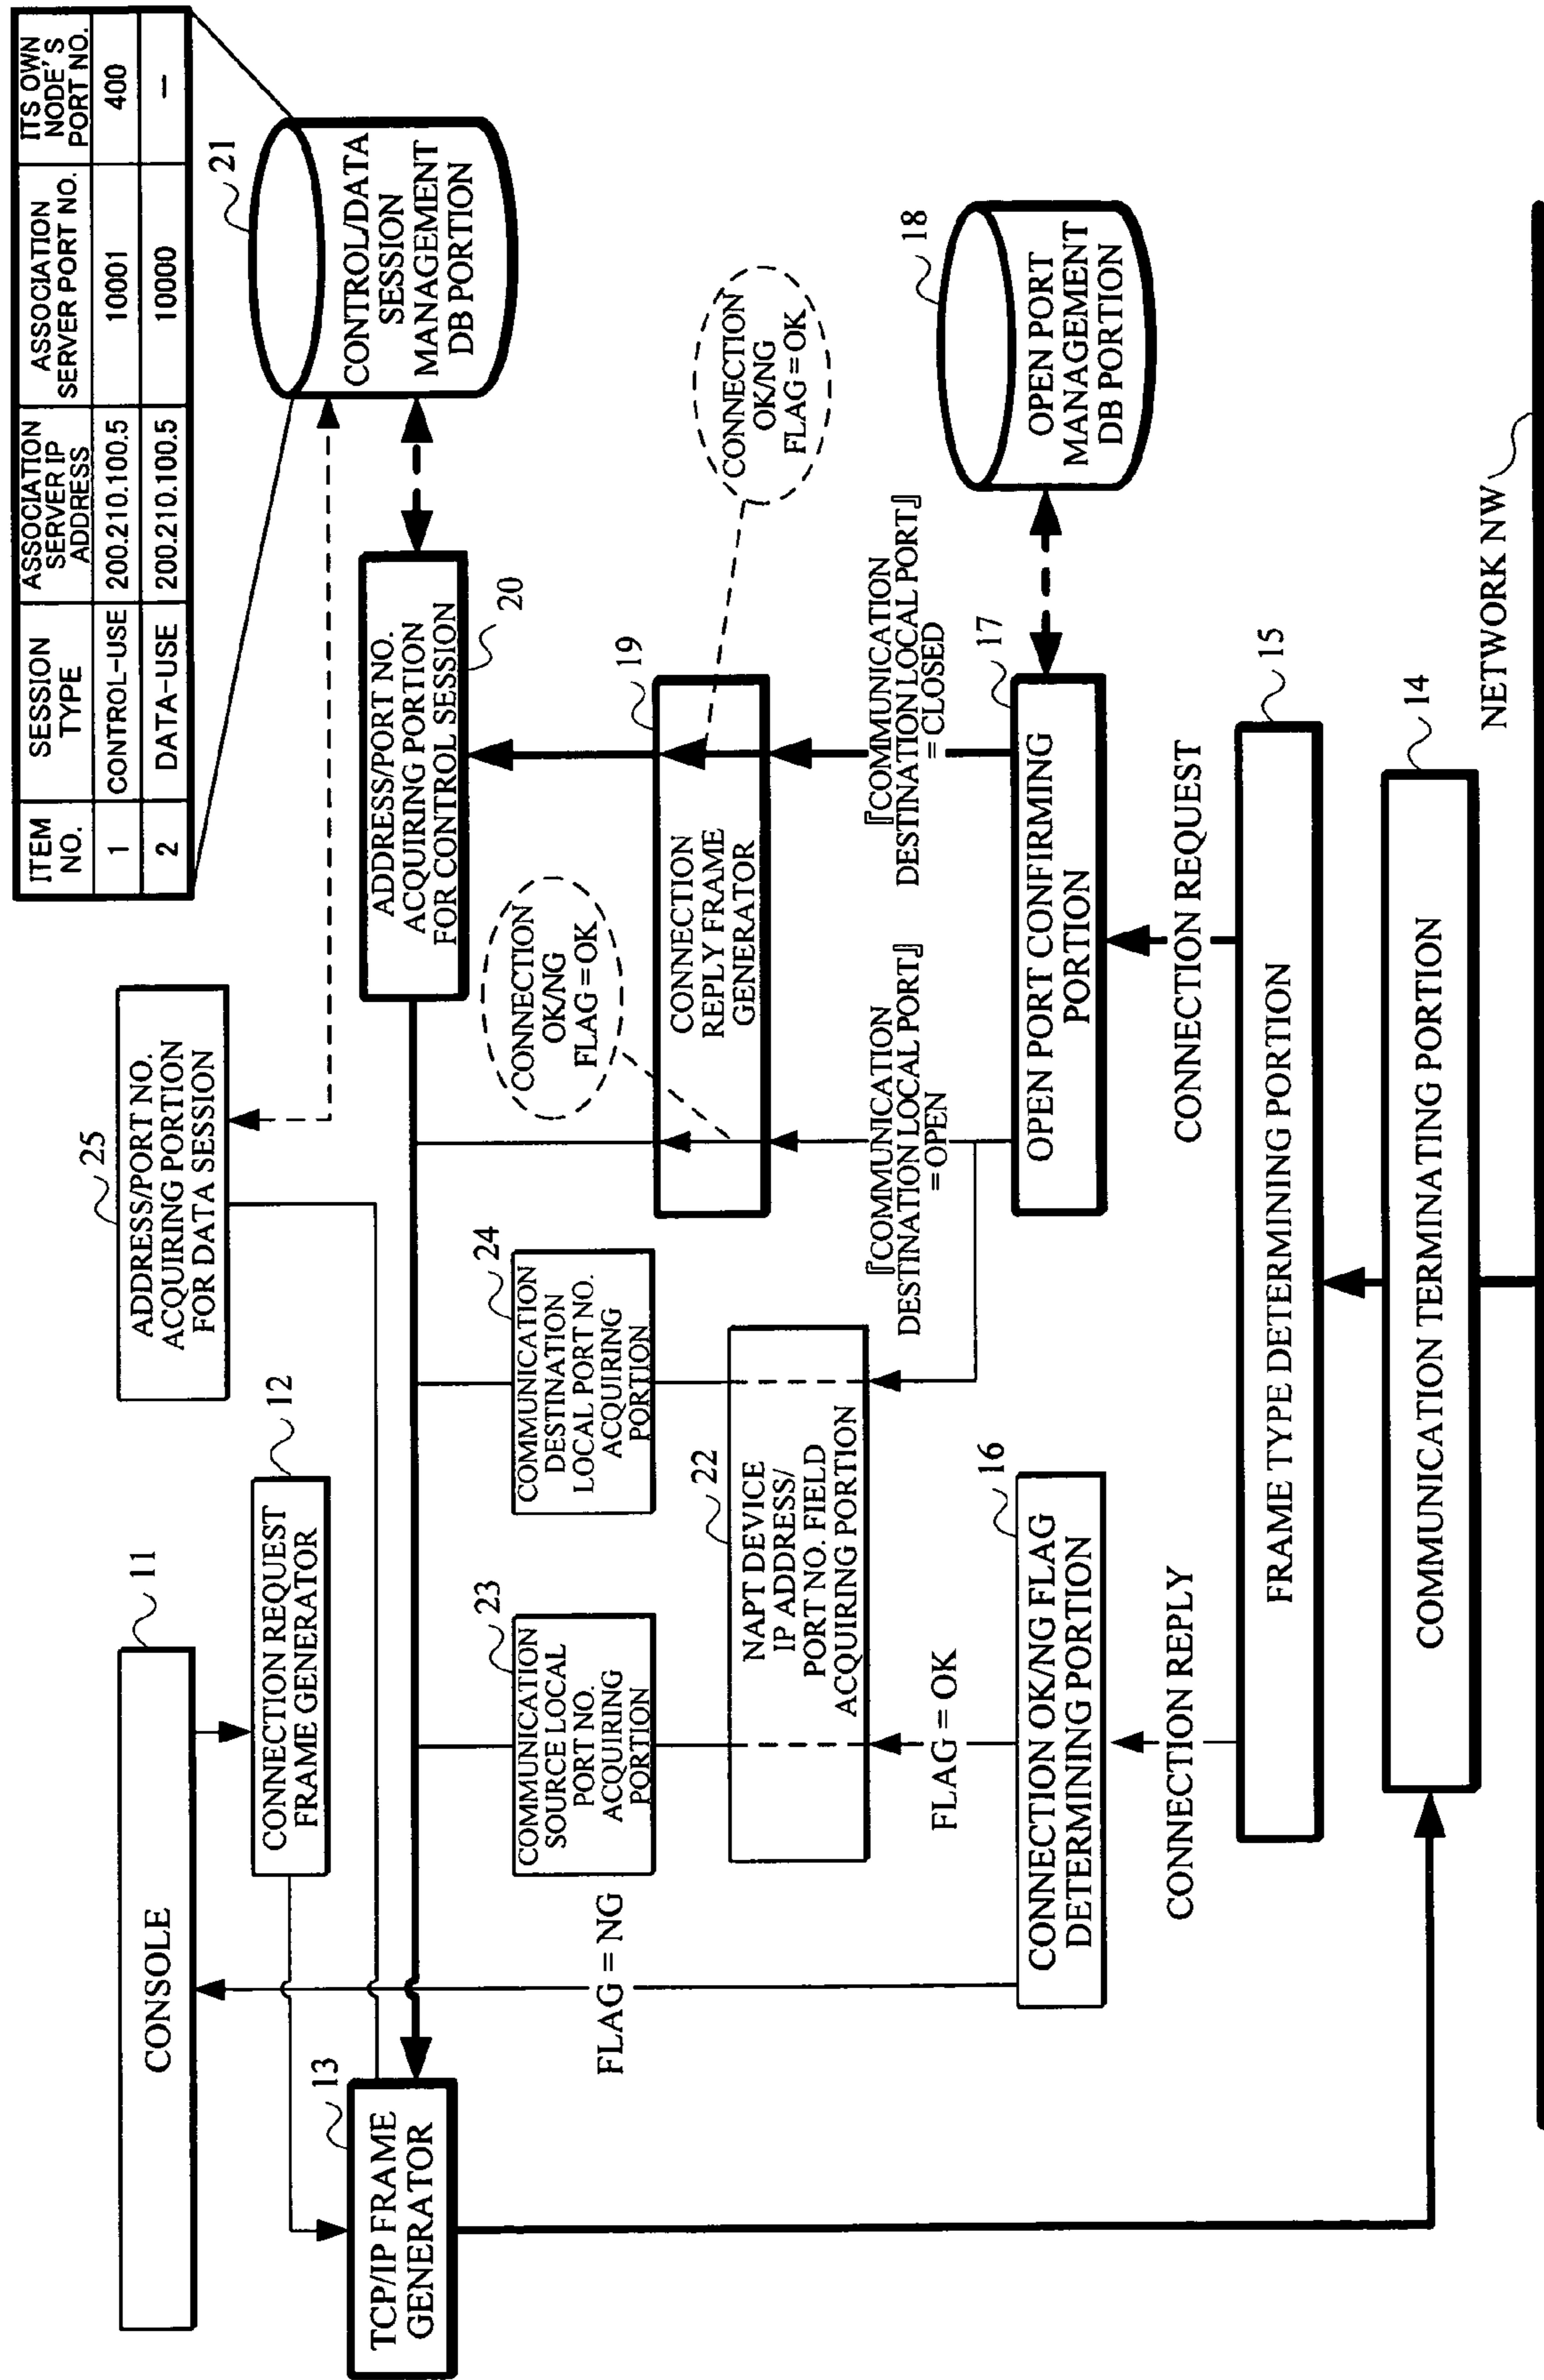 ITEM NO.
SESSION TYPE
ASSOCIATION SERVER IP ADDRESS
ASSOCIATION SERVER PORT NO.
ITS OWN NODE'S PORT NO.
1
CONTROL-USE
200.210.100.5
10001
400
2
DATA-USE
200.210.100.5
10000
—
11
CONSOLE
25
ADDRESS/PORT NO.
ACQUIRING PORTION
FOR DATA SESSION
21
CONTROL/DATA
SESSION
MANAGEMENT
DB PORTION
12
CONNECTION REQUEST
FRAME GENERATOR
13
TCP/IP FRAME
GENERATOR
ADDRESS/PORT NO.
ACQUIRING PORTION
FOR CONTROL SESSION
20
23
COMMUNICATION
SOURCE LOCAL
PORT NO.
ACQUIRING
PORTION
24
COMMUNICATION
DESTINATION
LOCAL PORT NO.
ACQUIRING
PORTION
CONNECTION
OK/NG
FLAG=OK
CONNECTION
OK/NG
FLAG=OK
FLAG = NG
22
NAPT DEVICE
IP ADDRESS/
PORT NO. FIELD
ACQUIRING PORTION
19
CONNECTION
REPLY FRAME
GENERATOR
FLAG = OK
『COMMUNICATION
DESTINATION LOCAL PORT』
= OPEN
『COMMUNICATION
DESTINATION LOCAL PORT』
= CLOSED
18
OPEN PORT
MANAGEMENT
DB PORTION
16
CONNECTION OK/NG FLAG
DETERMINING PORTION
17
OPEN PORT CONFIRMING
PORTION
CONNECTION REPLY
CONNECTION REQUEST
15
FRAME TYPE DETERMINING PORTION
14
COMMUNICATION TERMINATING PORTION
NETWORK NW